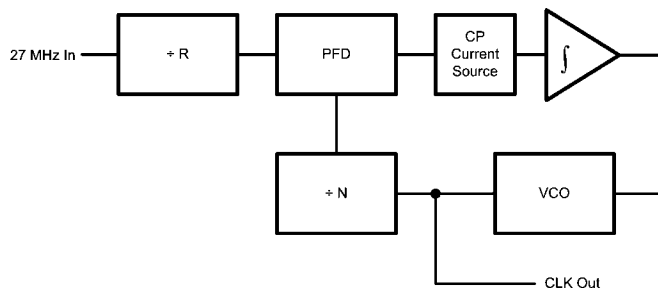 27 MHz In
÷ R
PFD
CP
Current
Source
∫
÷ N
VCO
CLK Out